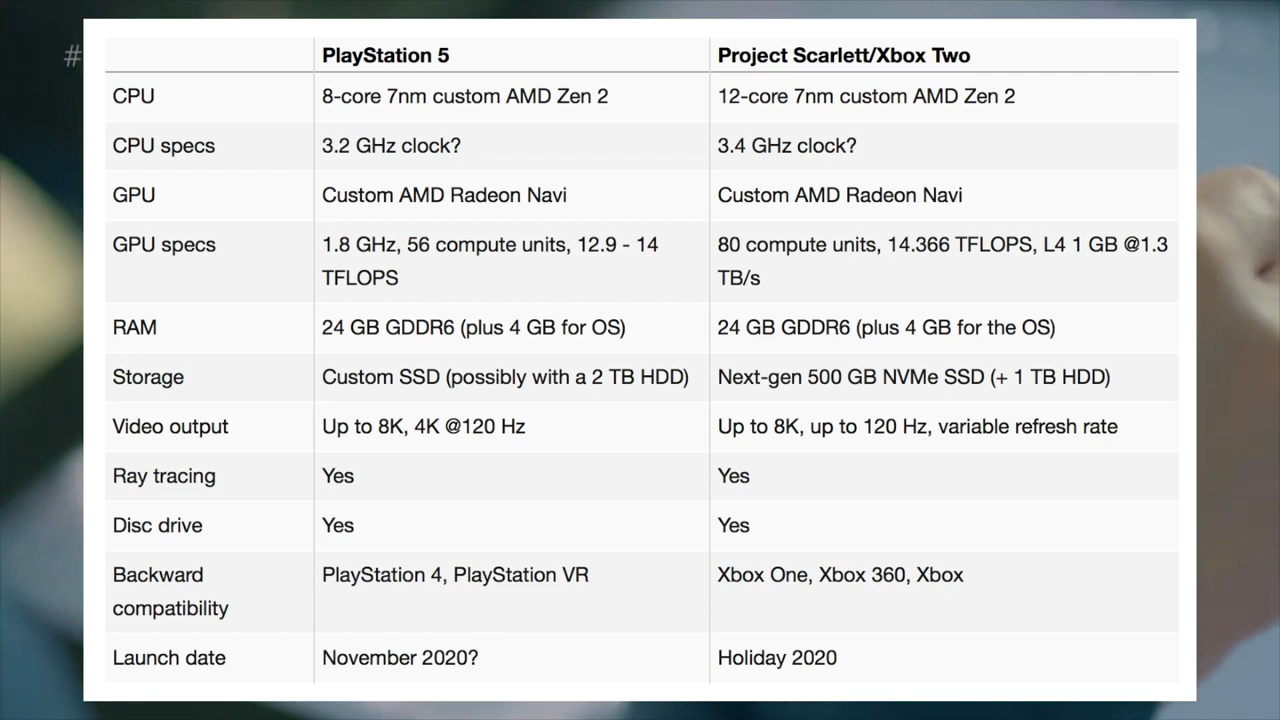 #
PlayStation 5 Project Scarlett/Xbox Two
CPU 8-core 7nm custom AMD Zen 2 12-core 7nm custom AMD Zen 2
CPU specs 3.2 GHz clock? 3.4 GHz clock?
GPU Custom AMD Radeon Navi Custom AMD Radeon Navi
GPU specs 1.8 GHz, 56 compute units, 12.9 - 14 80 compute units, 14.366 TFLOPS, L4 1 GB @1.3
TFLOPS TB/s
RAM 24 GB GDDR6 (plus 4 GB for OS) 24 GB GDDR6 (plus 4 GB for the OS)
Storage Custom SSD (possibly with a 2 TB HDD) Next-gen 500 GB NVMe SSD (+ 1 TB HDD)
Video output Up to 8K, 4K @120 Hz Up to 8K, up to 120 Hz, variable refresh rate
Ray tracing Yes Yes
Disc drive Yes Yes
Backward PlayStation 4, PlayStation VR Xbox One, Xbox 360, Xbox
compatibility
Launch date November 2020? Holiday 2020